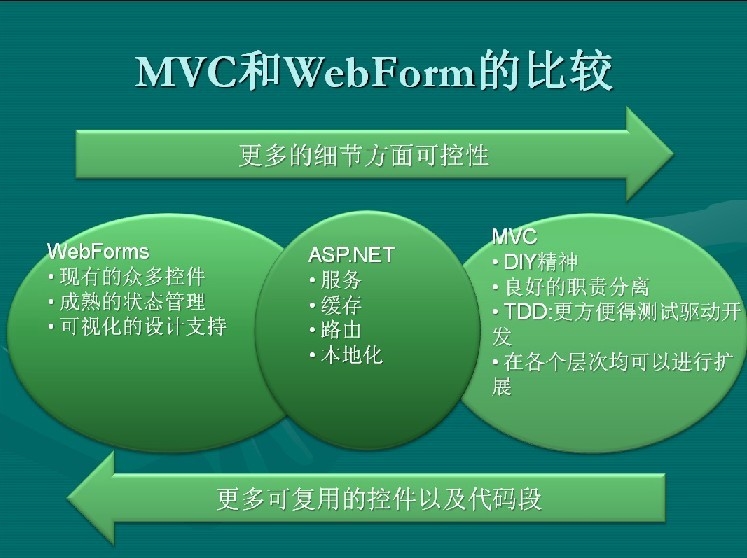 MVC和WebForm的比较
更多的细节方面可控性
WebForms
• 现有的众多控件
• 成熟的状态管理
• 可视化的设计支持
ASP.NET
• 服务
• 缓存
• 路由
• 本地化
MVC
• DIY精神
• 良好的职责分离
• TDD:更方便得测试驱动开
发
• 在各个层次均可以进行扩
展
更多可复用的控件以及代码段